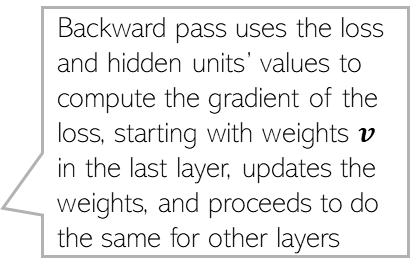 Backward pass uses the loss
and hidden units' values to
compute the gradient of the
loss, starting with weights v
in the last layer, updates the
weights, and proceeds to do
the same for other layers